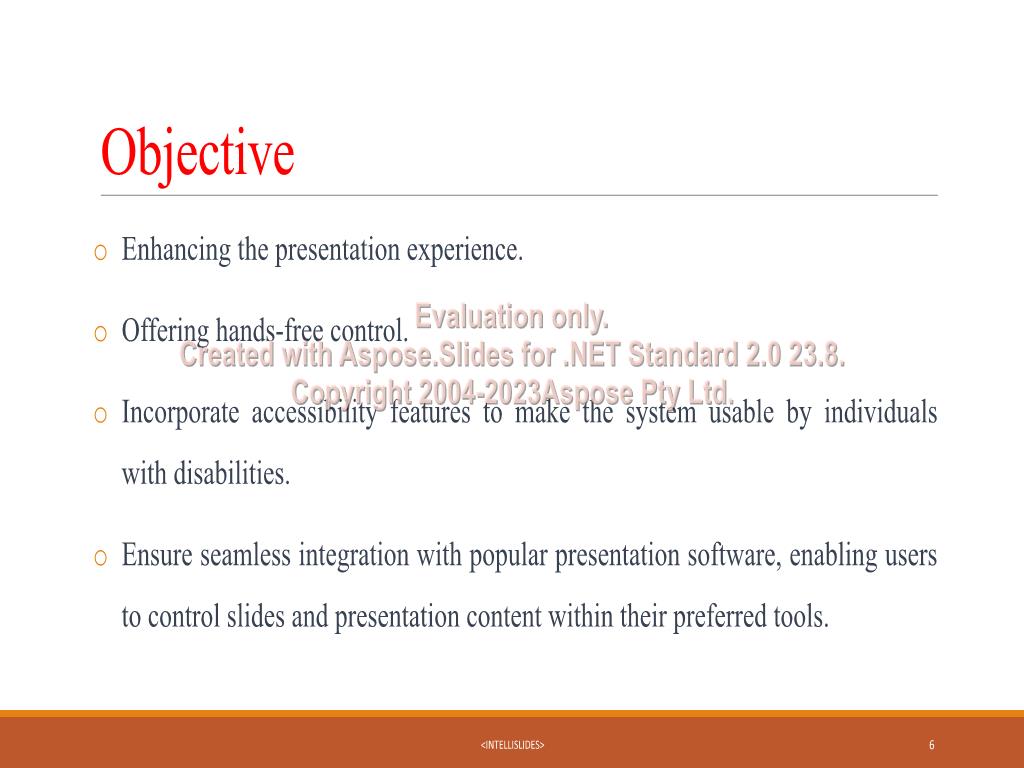 Objective
o Enhancing the presentation experience.
o Offering hands-free control.
Evaluation only.
Created with Aspose.Slides for .NET Standard 2.0 23.8.
Copyright 2004-2023Aspose Pty Ltd.
o Incorporate accessibility features to make the system usable by individuals
with disabilities.
o Ensure seamless integration with popular presentation software, enabling users
to control slides and presentation content within their preferred tools.
<INTELLISLIDES>
6